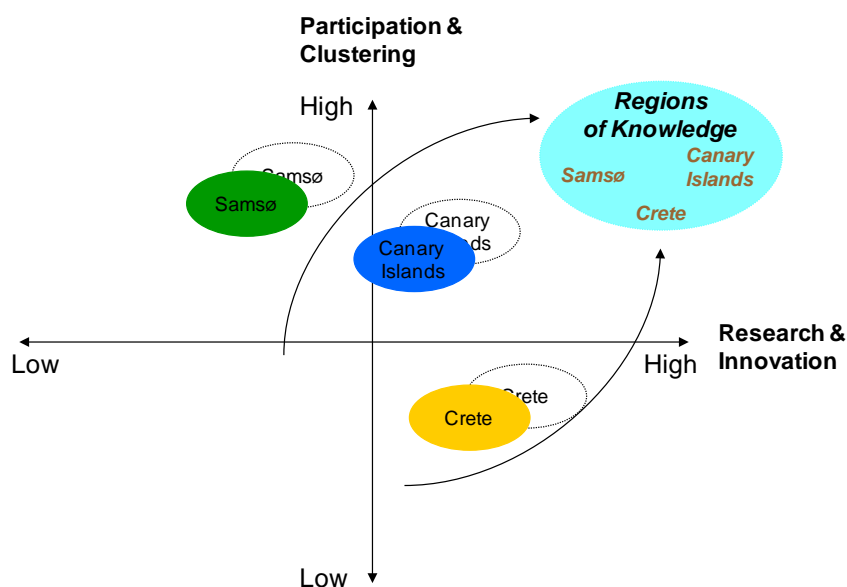 Participation &
Clustering
High
Regions
of Knowledge
Canary
Islands
Samsø
Crete
Samsø
Samsø
Canary
Islands
Canary
Islands
Research &
Innovation
Low
High
Crete
Crete
Low